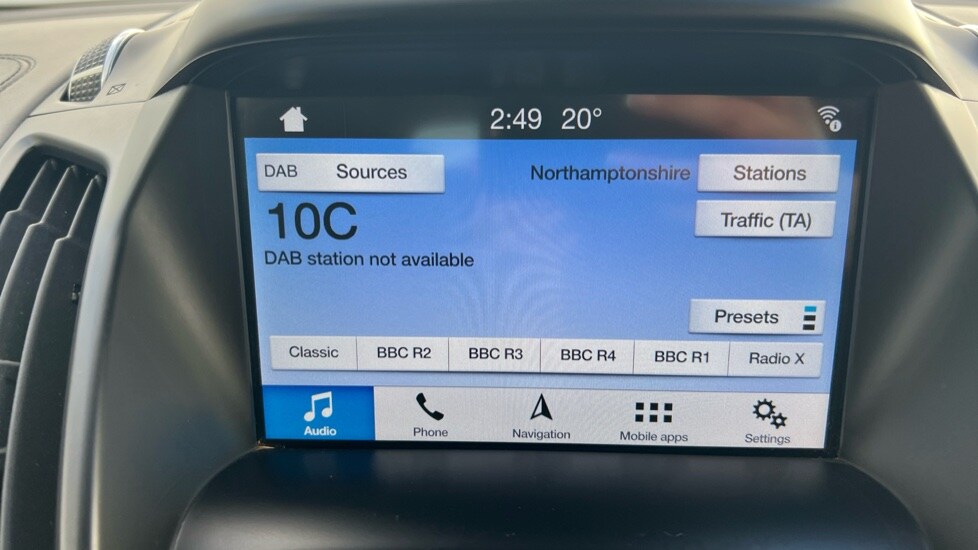 2:49 20°
DAB Sources
Northamptonshire
Stations
10C
Traffic (TA)
DAB station not available
Presets
Classic
BBC R2
BBC R3
BBC R4
BBC R1
Radio X
Audio
Phone
Navigation
Mobile apps
Settings